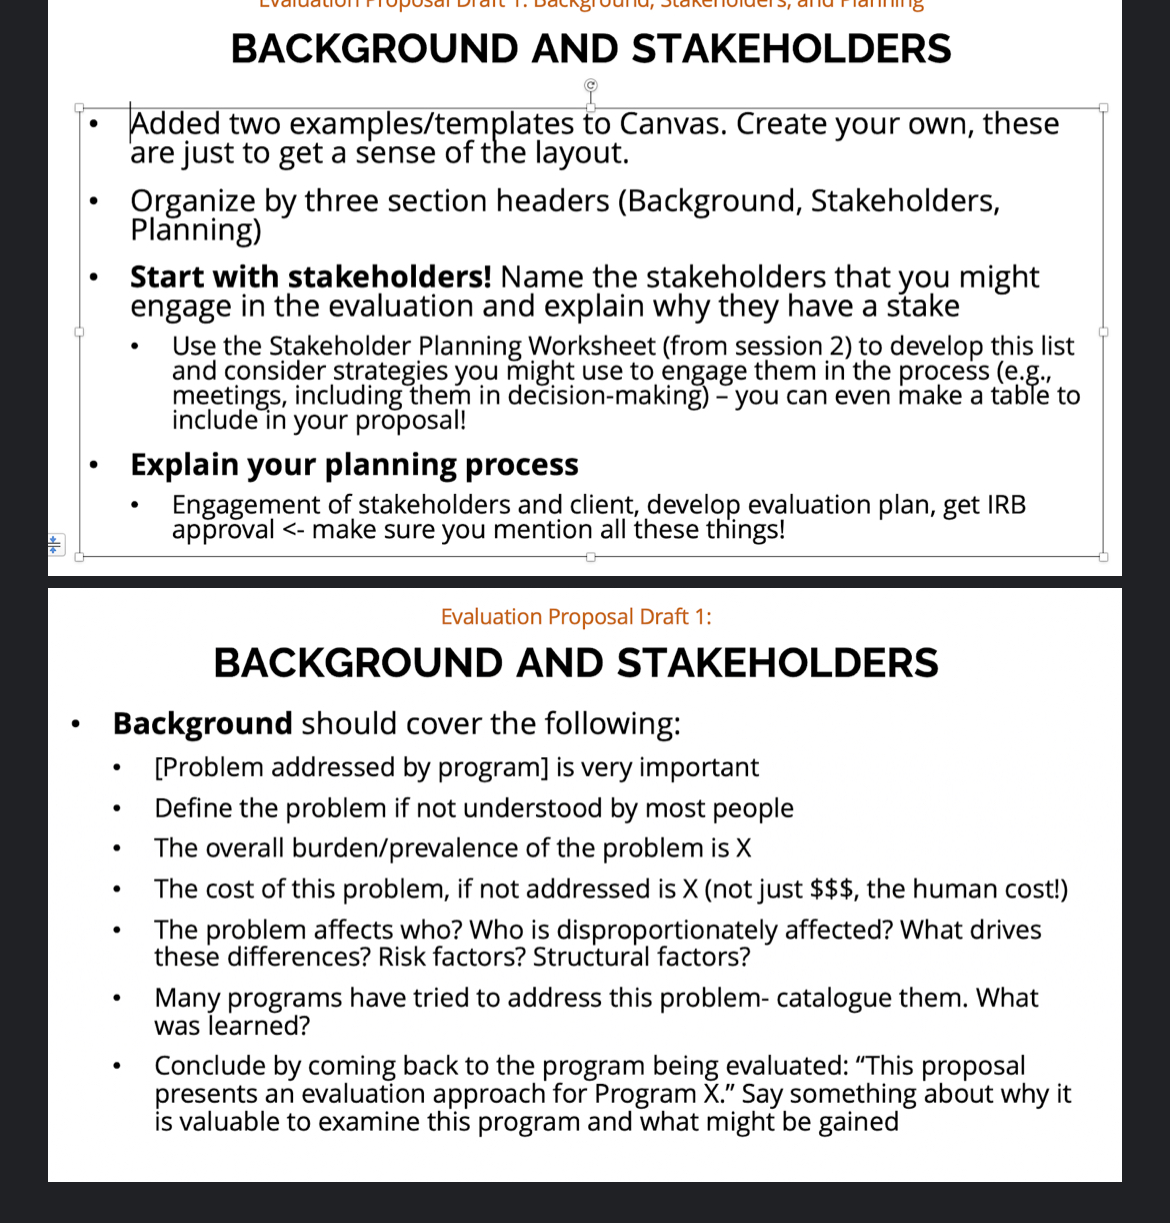 Evaluation Proposal Draft 1: Background, Stakeholders, and Planning
BACKGROUND AND STAKEHOLDERS
• Added two examples/templates to Canvas. Create your own, these
are just to get a sense of the layout.
• Organize by three section headers (Background, Stakeholders,
Planning)
• Start with stakeholders! Name the stakeholders that you might
engage in the evaluation and explain why they have a stake
• Use the Stakeholder Planning Worksheet (from session 2) to develop this list
and consider strategies you might use to engage them in the process (e.g.,
meetings, including them in decision-making) – you can even make a table to
include in your proposal!
• Explain your planning process
• Engagement of stakeholders and client, develop evaluation plan, get IRB
approval <- make sure you mention all these things!
Evaluation Proposal Draft 1:
BACKGROUND AND STAKEHOLDERS
• Background should cover the following:
• [Problem addressed by program] is very important
• Define the problem if not understood by most people
• The overall burden/prevalence of the problem is X
• The cost of this problem, if not addressed is X (not just $$$, the human cost!)
• The problem affects who? Who is disproportionately affected? What drives
these differences? Risk factors? Structural factors?
• Many programs have tried to address this problem- catalogue them. What
was learned?
• Conclude by coming back to the program being evaluated: “This proposal
presents an evaluation approach for Program X.” Say something about why it
is valuable to examine this program and what might be gained